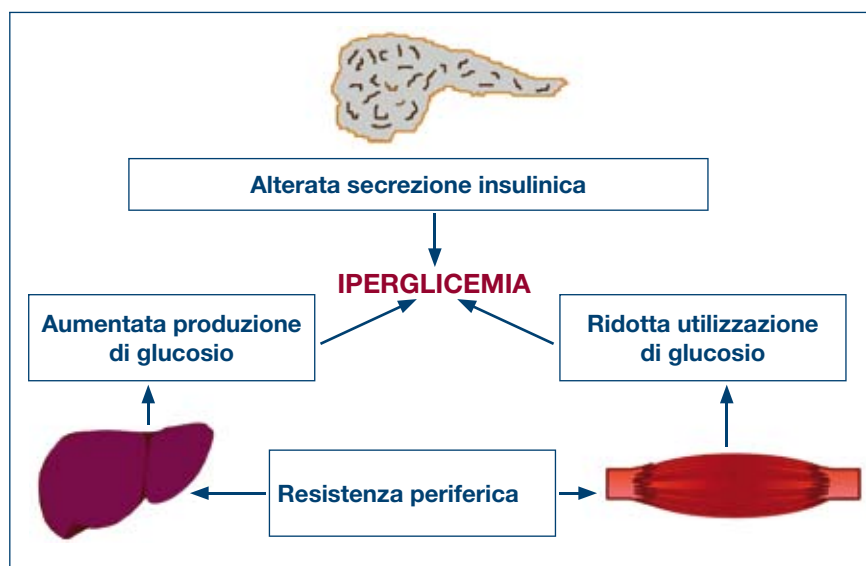 Alterata secrezione insulinica
IPERGLICEMIA
Aumentata produzione
di glucosio
Ridotta utilizzazione
di glucosio
Resistenza periferica